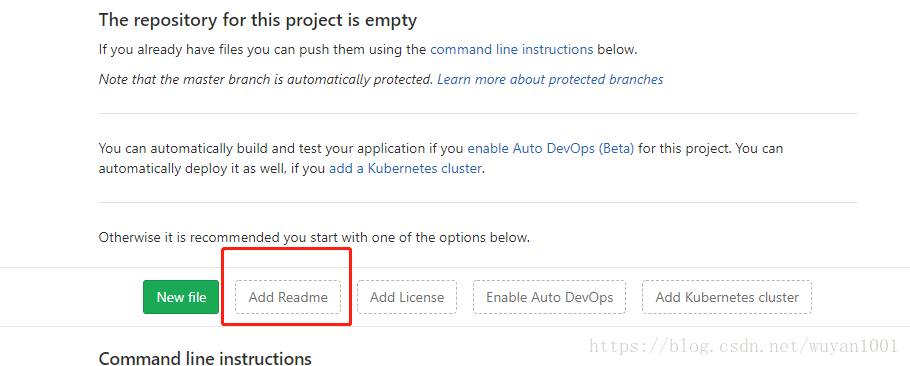 The repository for this project is empty
If you already have files you can push them using the command line instructions below.
Note that the master branch is automatically protected. Learn more about protected branches
You can automatically build and test your application if you enable Auto DevOps (Beta) for this project. You can
automatically deploy it as well, if you add a Kubernetes cluster.
Otherwise it is recommended you start with one of the options below.
New file Add Readme Add License Enable Auto DevOps Add Kubernetes cluster
Command line instructions
https://blog.csdn.net/wuyan1001